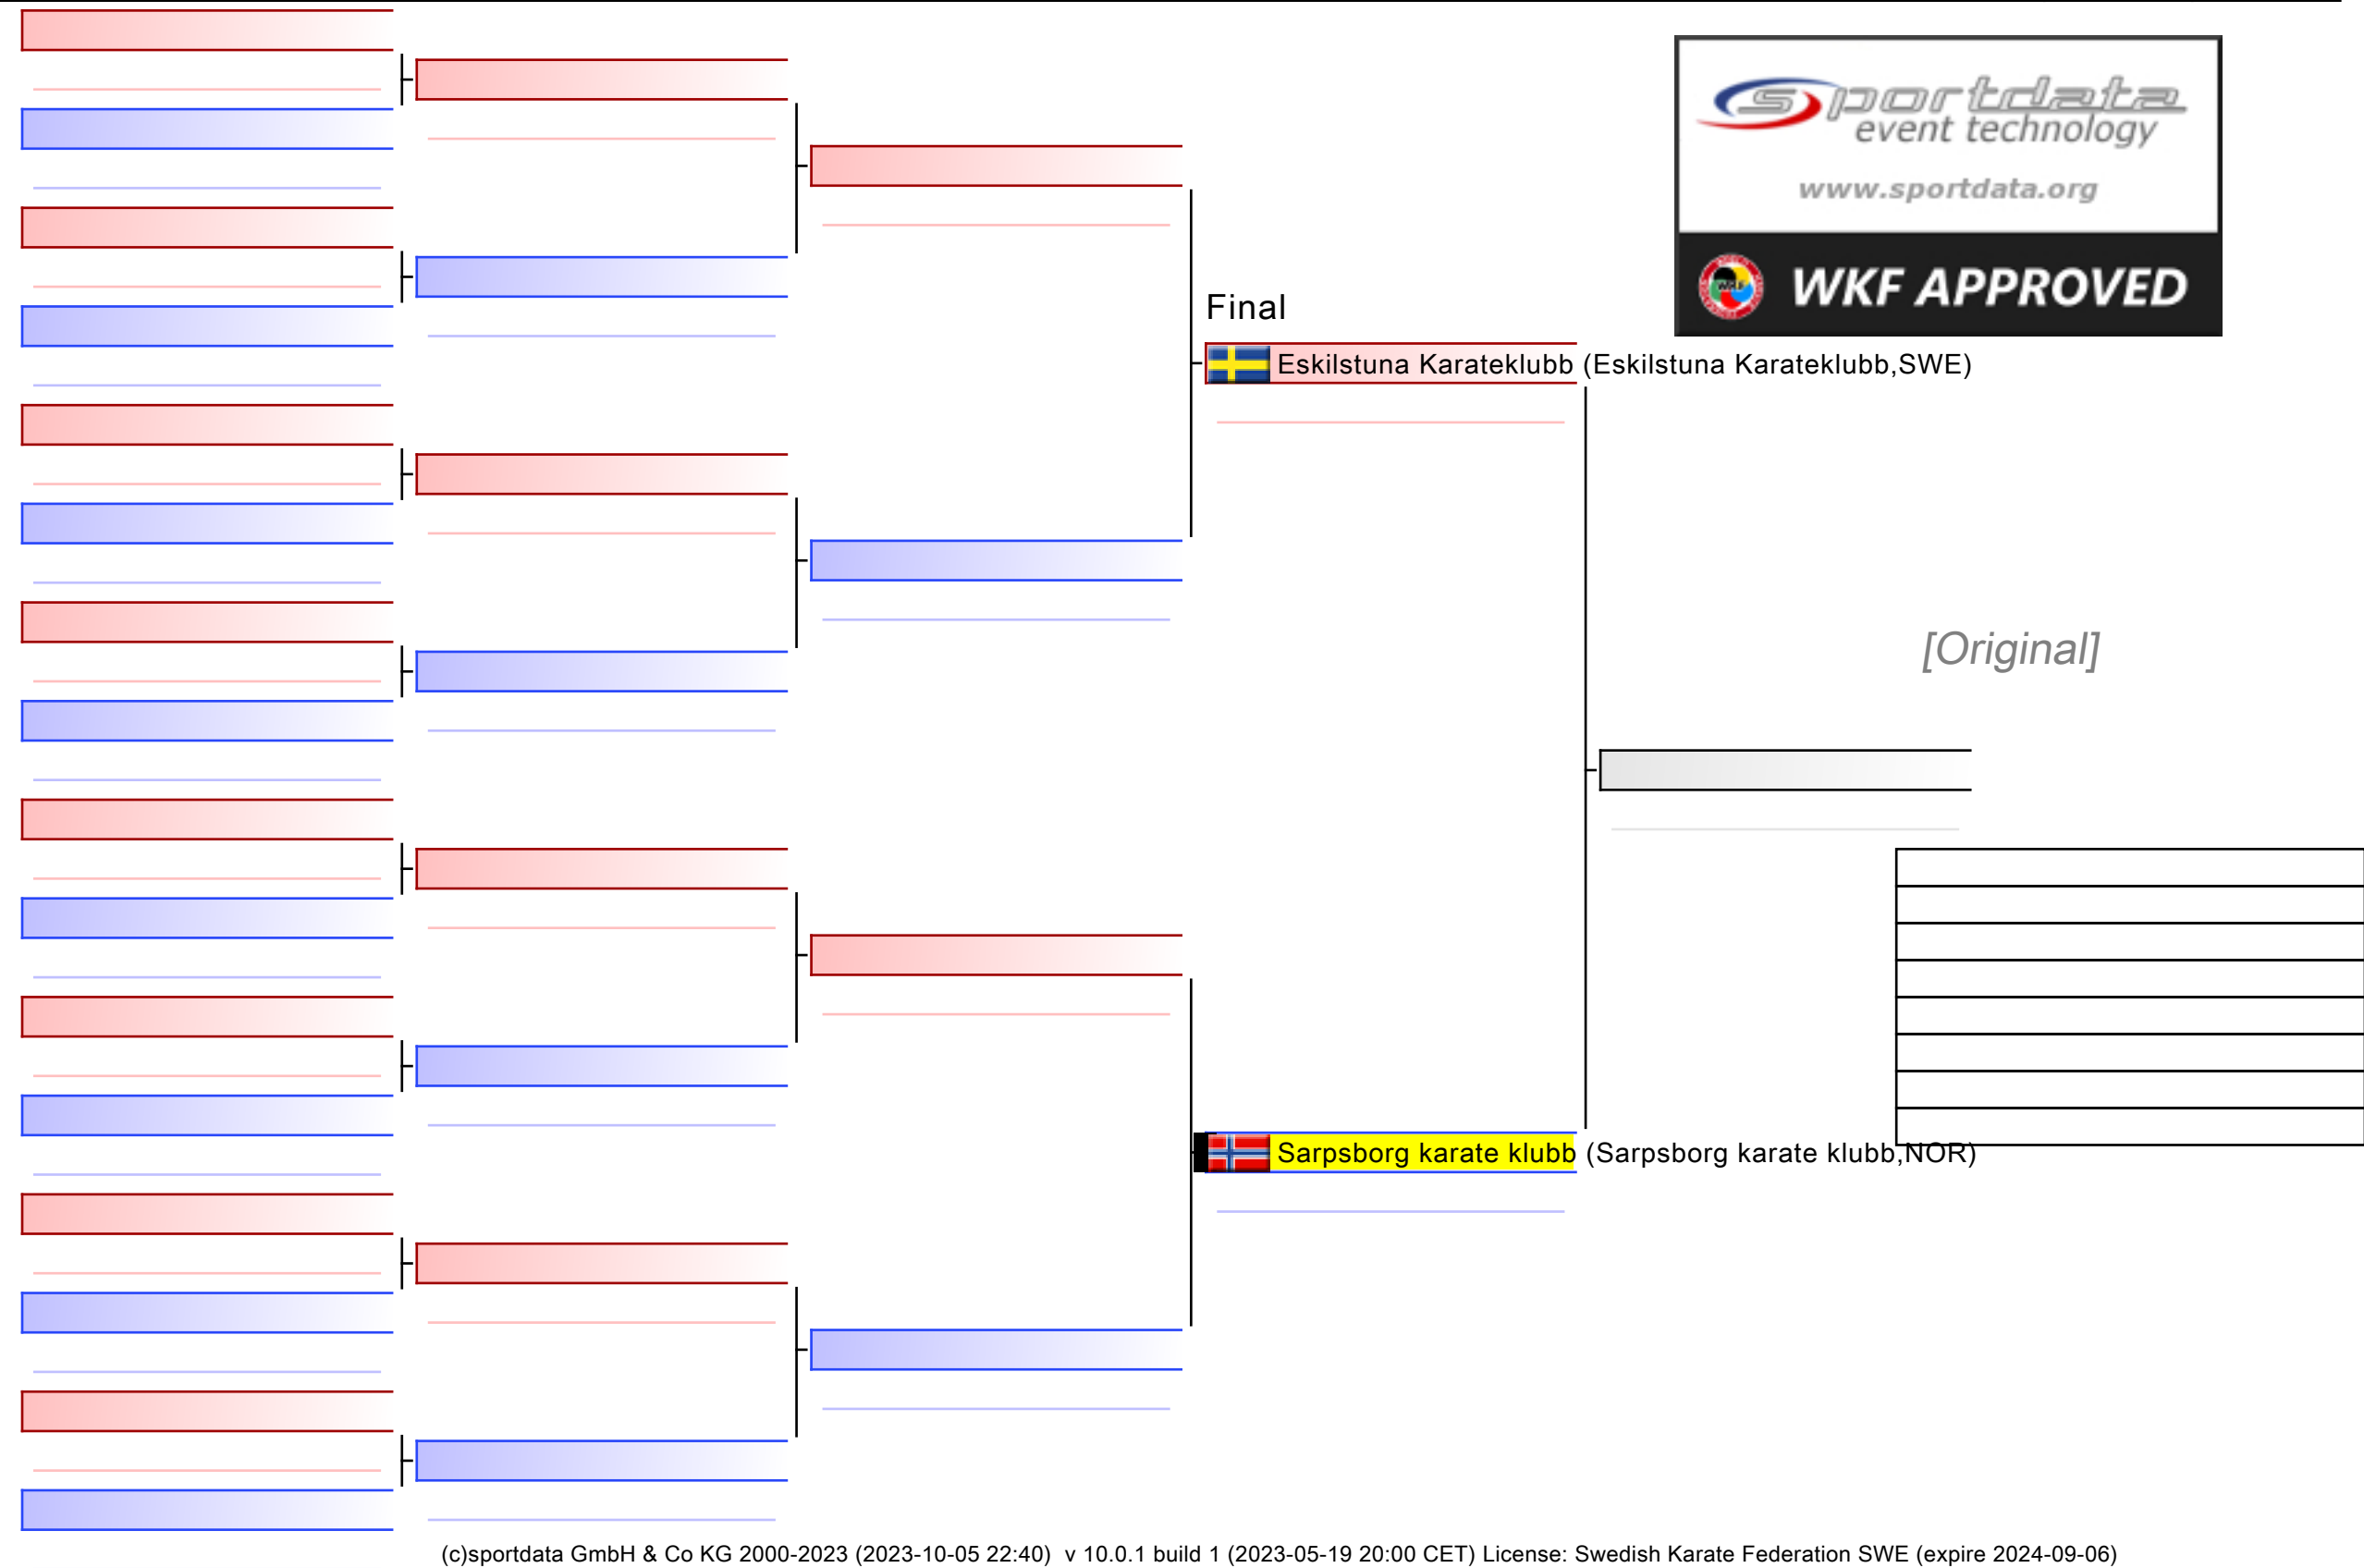 sportdata
event technology
www.sportdata.org
WKF
WKF APPROVED
Final
Eskilstuna Karateklubb (Eskilstuna Karateklubb,SWE)
[Original]
Sarpsborg karate klubb (Sarpsborg karate klubb,NOR)
(c)sportdata GmbH & Co KG 2000-2023 (2023-10-05 22:40)  v 10.0.1 build 1 (2023-05-19 20:00 CET) License: Swedish Karate Federation SWE (expire 2024-09-06)